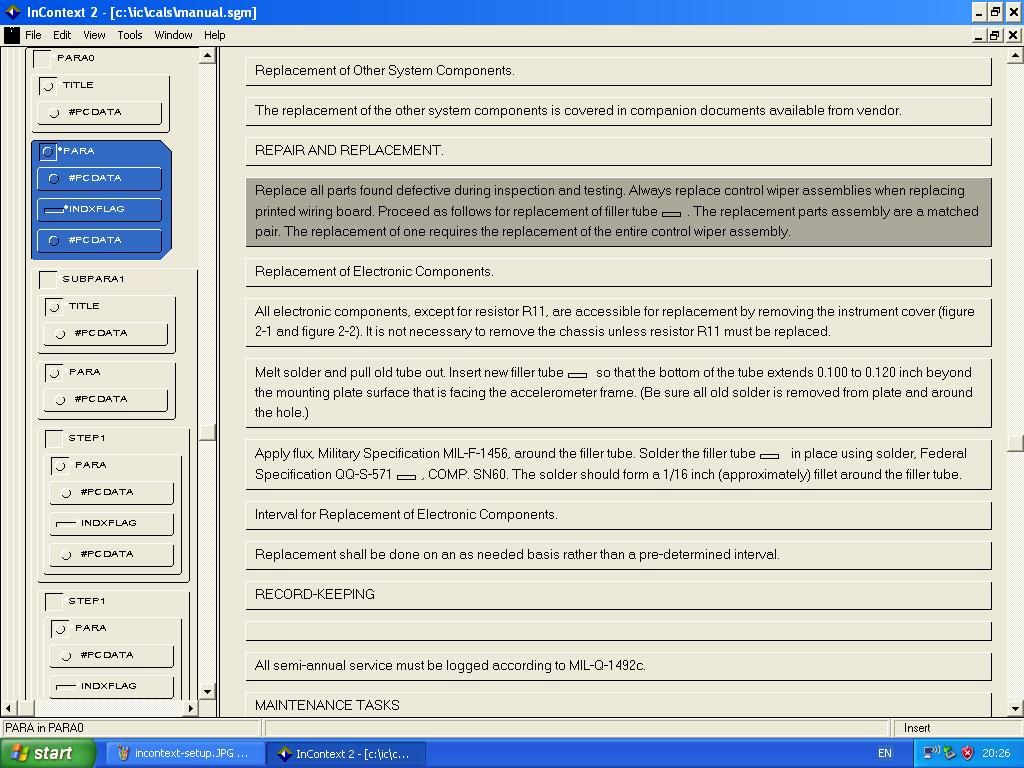 InContext 2 - [c:\ic\cals\manual.sgm]
File Edit View Tools Window Help
PARA0
TITLE
#PCDATA
*PARA
#PCDATA
*INDXFLAG
#PCDATA
SUBPARA1
TITLE
#PCDATA
PARA
#PCDATA
STEP1
PARA
#PCDATA
INDXFLAG
#PCDATA
STEP1
PARA
#PCDATA
INDXFLAG
Replacement of Other System Components.
The replacement of the other system components is covered in companion documents available from vendor.
REPAIR AND REPLACEMENT.
Replace all parts found defective during inspection and testing. Always replace control wiper assemblies when replacing
printed wiring board. Proceed as follows for replacement of filler tube . The replacement parts assembly are a matched
pair. The replacement of one requires the replacement of the entire control wiper assembly.
Replacement of Electronic Components.
All electronic components, except for resistor R11, are accessible for replacement by removing the instrument cover (figure
2-1 and figure 2-2). It is not necessary to remove the chassis unless resistor R11 must be replaced.
Melt solder and pull old tube out. Insert new filler tube so that the bottom of the tube extends 0.100 to 0.120 inch beyond
the mounting plate surface that is facing the accelerometer frame. (Be sure all old solder is removed from plate and around
the hole.)
Apply flux, Military Specification MIL-F-1456, around the filler tube. Solder the filler tube in place using solder, Federal
Specification QQ-S-571 , COMP. SN60. The solder should form a 1/16 inch (approximately) fillet around the filler tube.
Interval for Replacement of Electronic Components.
Replacement shall be done on an as needed basis rather than a pre-determined interval.
RECORD-KEEPING
All semi-annual service must be logged according to MIL-Q-1492c.
MAINTENANCE TASKS
PARA in PARA0
Insert
start
incontext-setup.JPG ...
InContext 2 - [c:\ic\c...
EN
20:26